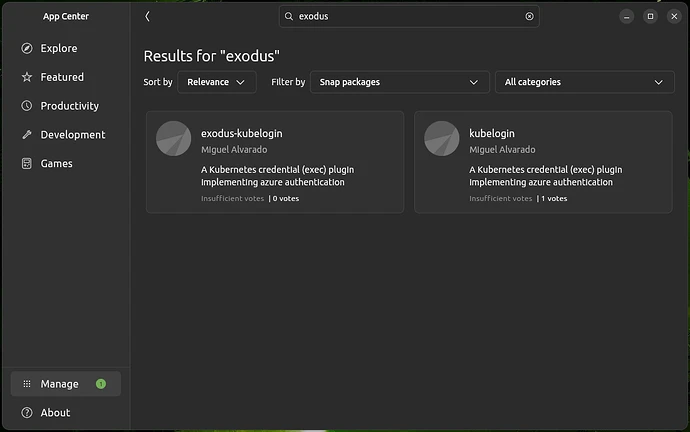 App Center
exodus
Explore
Featured
Productivity
Development
Games
Manage 1
About
Results for "exodus"
Sort by Relevance Filter by Snap packages All categories
exodus-kubelogin
Miguel Alvarado
A Kubernetes credential (exec) plugin
implementing azure authentication
Insufficient votes | 0 votes
kubelogin
Miguel Alvarado
A Kubernetes credential (exec) plugin
implementing azure authentication
Insufficient votes | 1 votes